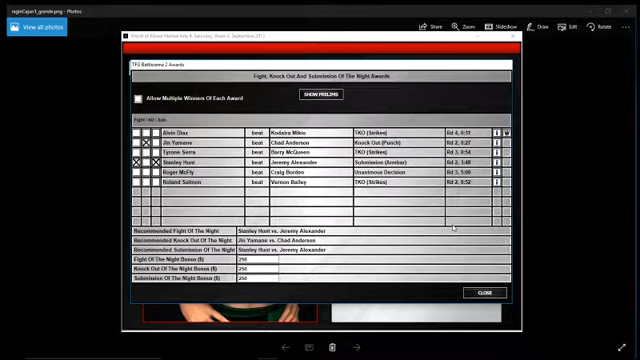 roginCajun1_grande.png - Photos
View all photos
Share
Zoom
Slideshow
Draw
Edit
Rotate
World of Mixed Martial Arts 4: Saturday, Week 4, September
TFG Battlerama 2 Awards
Fight, Knock Out And Submission Of The Night Awards
Allow Multiple Winners Of Each Award
SHOW PRELIMS
Fight \ KO \ Sub
Alvin Diaz beat Kodaira Mikio TKO (Strikes) Rd 4, 0:31
Jin Yamane beat Chad Anderson Knock Out (Punch) Rd 2, 0:27
Tyrone Serra beat Barry McQueen TKO (Strikes) Rd 3, 0:54
Stanley Hunt beat Jeremy Alexander Submission (Armbar) Rd 2, 3:48
Roger McFly beat Craig Borden Unanimous Decision Rd 3, 5:00
Roland Salmon beat Vernon Bailey TKO (Strikes) Rd 2, 0:52
Recommended Fight Of The Night Stanley Hunt vs. Jeremy Alexander
Recommended Knock Out Of The Night Jin Yamane vs. Chad Anderson
Recommended Submission Of The Night Stanley Hunt vs. Jeremy Alexander
Fight Of The Night Bonus ($) 250
Knock Out Of The Night Bonus ($) 250
Submission Of The Night Bonus ($) 250
CLOSE